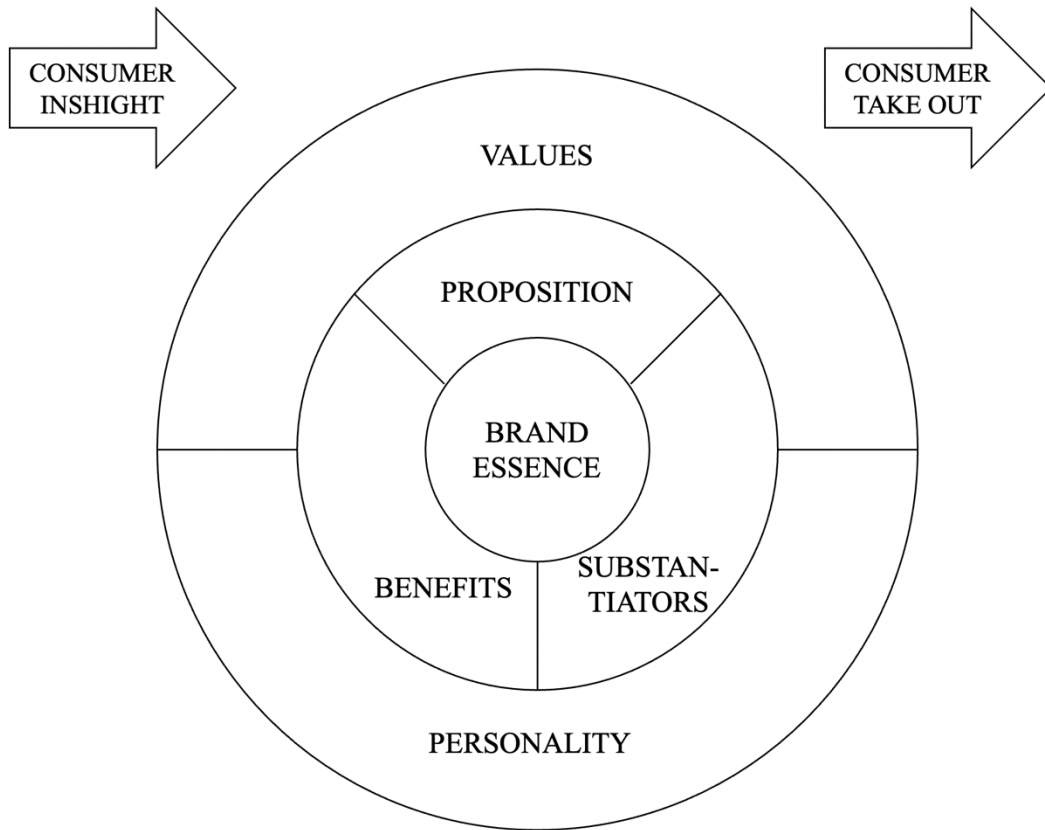 CONSUMER
INSHIGHT
CONSUMER
TAKE OUT
VALUES
PROPOSITION
BRAND
ESSENCE
BENEFITS
SUBSTAN-
TIATORS
PERSONALITY